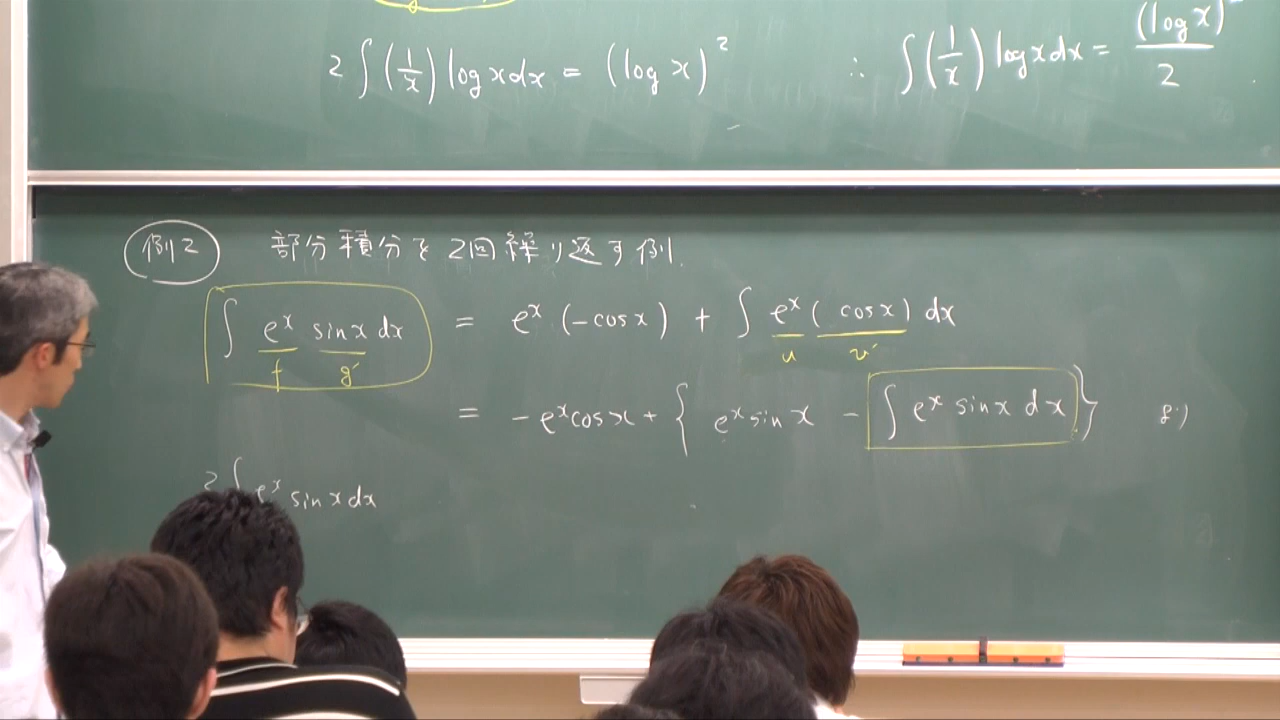 2∫(1/x)log x dx = (log x)² ∴ ∫(1/x)log x dx = (log x)²/2
例2 部分積分を2回繰り返す例.
∫ e^x sin x dx = e^x (-cos x) + ∫ e^x ( cos x ) dx
f g' u v'
= -e^x cos x + { e^x sin x - ∫ e^x sin x dx } より
2∫ e^x sin x dx